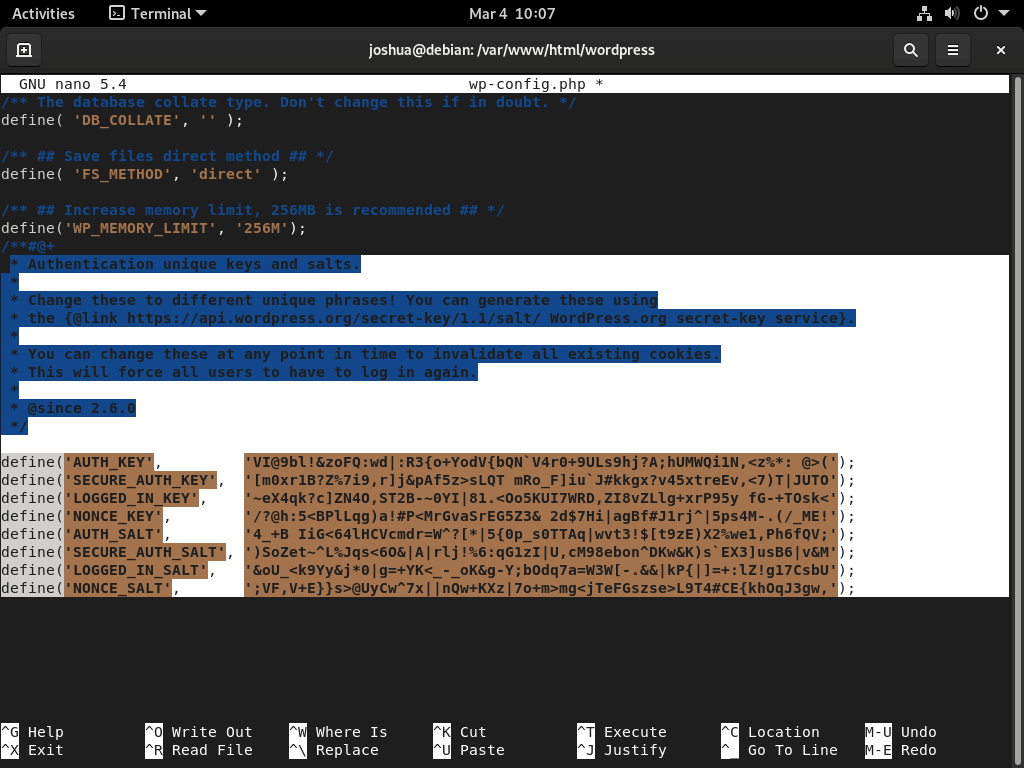 Activities Terminal Mar 4 10:07
joshua@debian: /var/www/html/wordpress
GNU nano 5.4 wp-config.php *
/** The database collate type. Don't change this if in doubt. */
define( 'DB_COLLATE', '' );
/** ## Save files direct method ## */
define( 'FS_METHOD', 'direct' );
/** ## Increase memory limit, 256MB is recommended ## */
define('WP_MEMORY_LIMIT', '256M');
/**#@+
* Authentication unique keys and salts.
*
* Change these to different unique phrases! You can generate these using
* the {@link https://api.wordpress.org/secret-key/1.1/salt/ WordPress.org secret-key service}.
*
* You can change these at any point in time to invalidate all existing cookies.
* This will force all users to have to log in again.
*
* @since 2.6.0
*/
define('AUTH_KEY', 'VI@9bl!&zoFQ:wd|:R3{o+YodV{bQN`V4r0+9ULs9hj?A;hUMWQi1N,<z%*: @>(');
define('SECURE_AUTH_KEY', '[m0xr1B?Z%7i9,r]j&pAf5z>sLQT mRo_F]iu`J#kkgx?v45xtreEv,<7)T|JUTO');
define('LOGGED_IN_KEY', '~eX4qk?c]ZN4O,ST2B-~0YI|81.<Oo5KUI7WRD,ZI8vZLlg+xrP95y fG-+TOsk<');
define('NONCE_KEY', '/?@h:5<BPlLqg)a!#P<MrGvaSrEG5Z3& 2d$7Hi|agBf#J1rj^|5ps4M-.(/_ME!');
define('AUTH_SALT', '4_+B IiG<64lHCVcmdr=W^?[*|5{0p_s0TTAq|wvt3!$[t9zE)X2%we1,Ph6fQV;');
define('SECURE_AUTH_SALT', ')SoZet~^L%Jqs<6O&|A|rlj!%6:qG1zI|U,cM98ebon^DKw&K)s`EX3]usB6|v&M');
define('LOGGED_IN_SALT', '&oU_<k9Yy&j*0|g=+YK<_-_oK&g-Y;bOdq7a=W3W[-.&&|kP{|]=+:lZ!g17CsbU');
define('NONCE_SALT', ';VF,V+E}}s>@UyCw^7x||nQw+KXz|7o+m>mg<jTeFGszse>L9T4#CE{khOqJ3gw,');
^G Help ^O Write Out ^W Where Is ^K Cut ^T Execute ^C Location M-U Undo
^X Exit ^R Read File ^\ Replace ^U Paste ^J Justify ^_ Go To Line M-E Redo